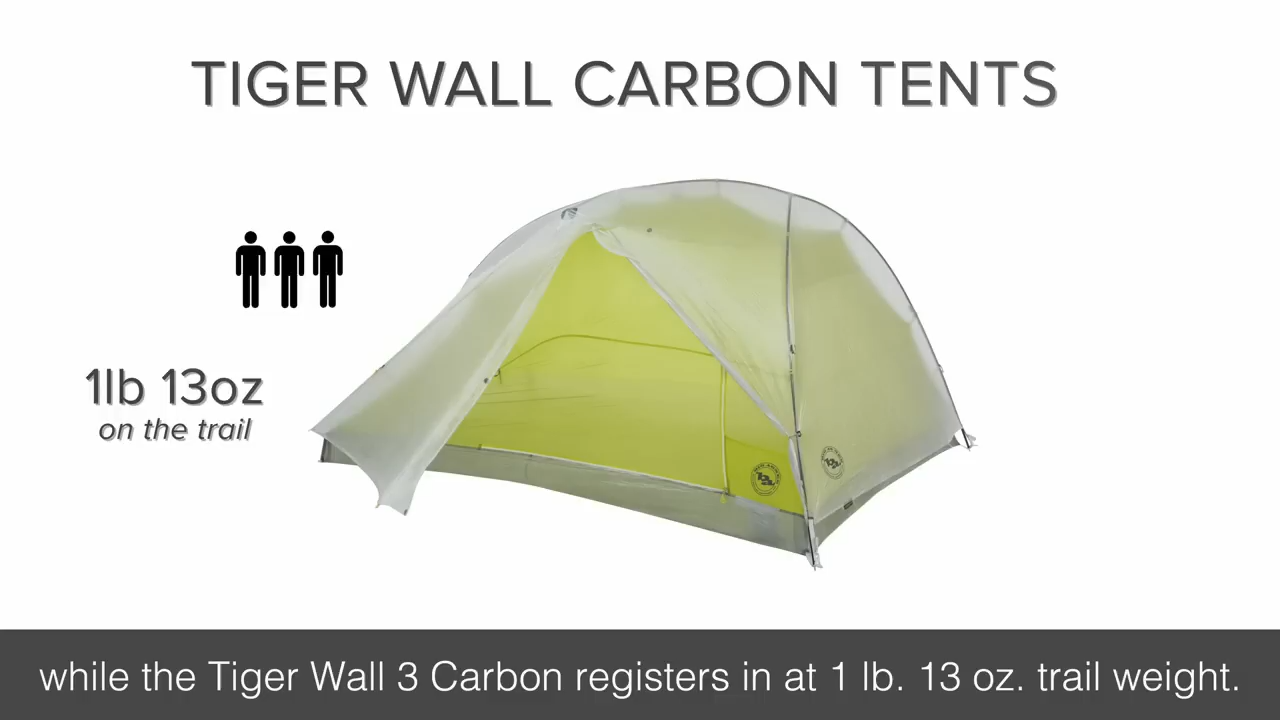 TIGER WALL CARBON TENTS
1lb 13oz
on the trail
while the Tiger Wall 3 Carbon registers in at 1 lb. 13 oz. trail weight.